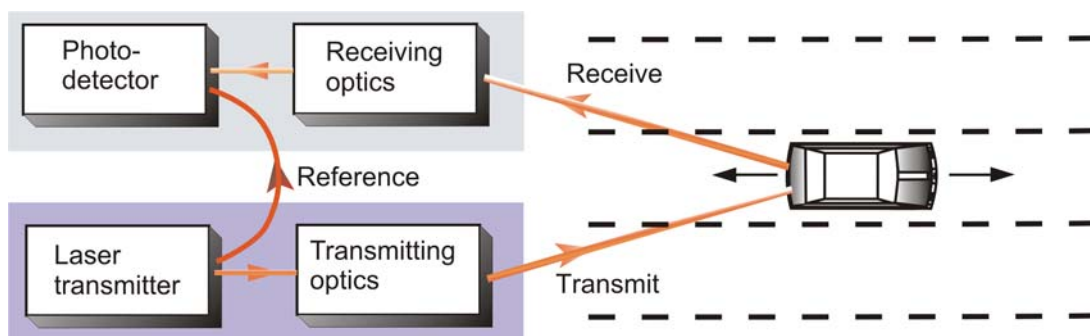 Photo-
detector
Receiving
optics
Receive
Reference
Laser
transmitter
Transmitting
optics
Transmit